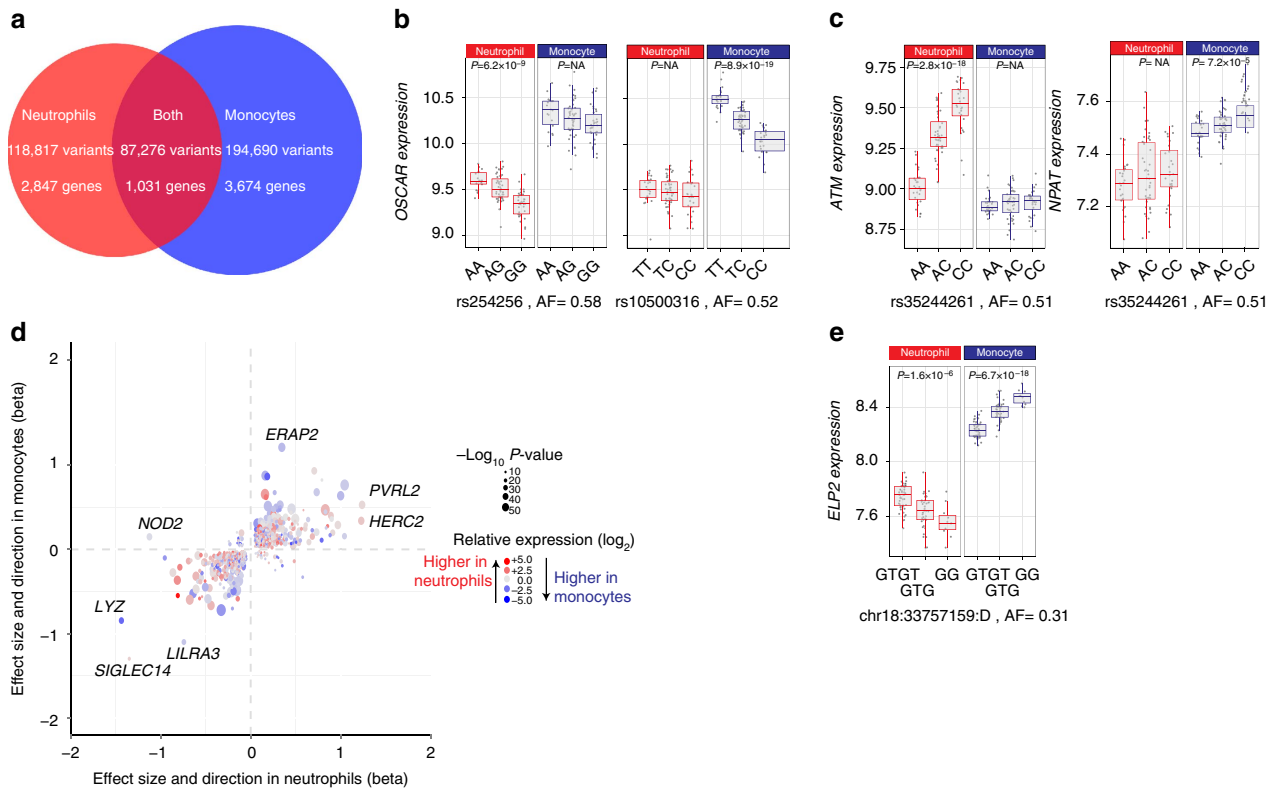 a
Neutrophils
Both
Monocytes
118,817 variants
87,276 variants
194,690 variants
2,847 genes
1,031 genes
3,674 genes
b
OSCAR expression
10.5
10.0
9.5
9.0
Neutrophil
Monocyte
P=6.2×10⁻⁹
P=NA
AA
AG
GG
AA
AG
GG
rs254256 , AF= 0.58
Neutrophil
Monocyte
P=NA
P=8.9×10⁻¹⁹
TT
TC
CC
TT
TC
CC
rs10500316 , AF= 0.52
c
ATM expression
9.75
9.50
9.25
9.00
8.75
Neutrophil
Monocyte
P=2.8×10⁻¹⁸
P=NA
AA
AC
CC
AA
AC
CC
rs35244261 , AF= 0.51
NPAT expression
7.6
7.4
7.2
Neutrophil
Monocyte
P= NA
P= 7.2×10⁻⁵
AA
AC
CC
AA
AC
CC
rs35244261 , AF= 0.51
d
Effect size and direction in monocytes (beta)
2
1
0
−1
−2
ERAP2
PVRL2
HERC2
NOD2
LYZ
LILRA3
SIGLEC14
−2
−1
0
1
2
Effect size and direction in neutrophils (beta)
−Log₁₀ P-value
10
20
30
40
50
Relative expression (log₂)
Higher in
neutrophils
+5.0
+2.5
0.0
−2.5
−5.0
Higher in
monocytes
e
ELP2 expression
8.4
8.0
7.6
Neutrophil
Monocyte
P=1.6×10⁻⁶
P=6.7×10⁻¹⁸
GTGT
GTG
GG
GTGT
GTG
GG
chr18:33757159:D , AF= 0.31